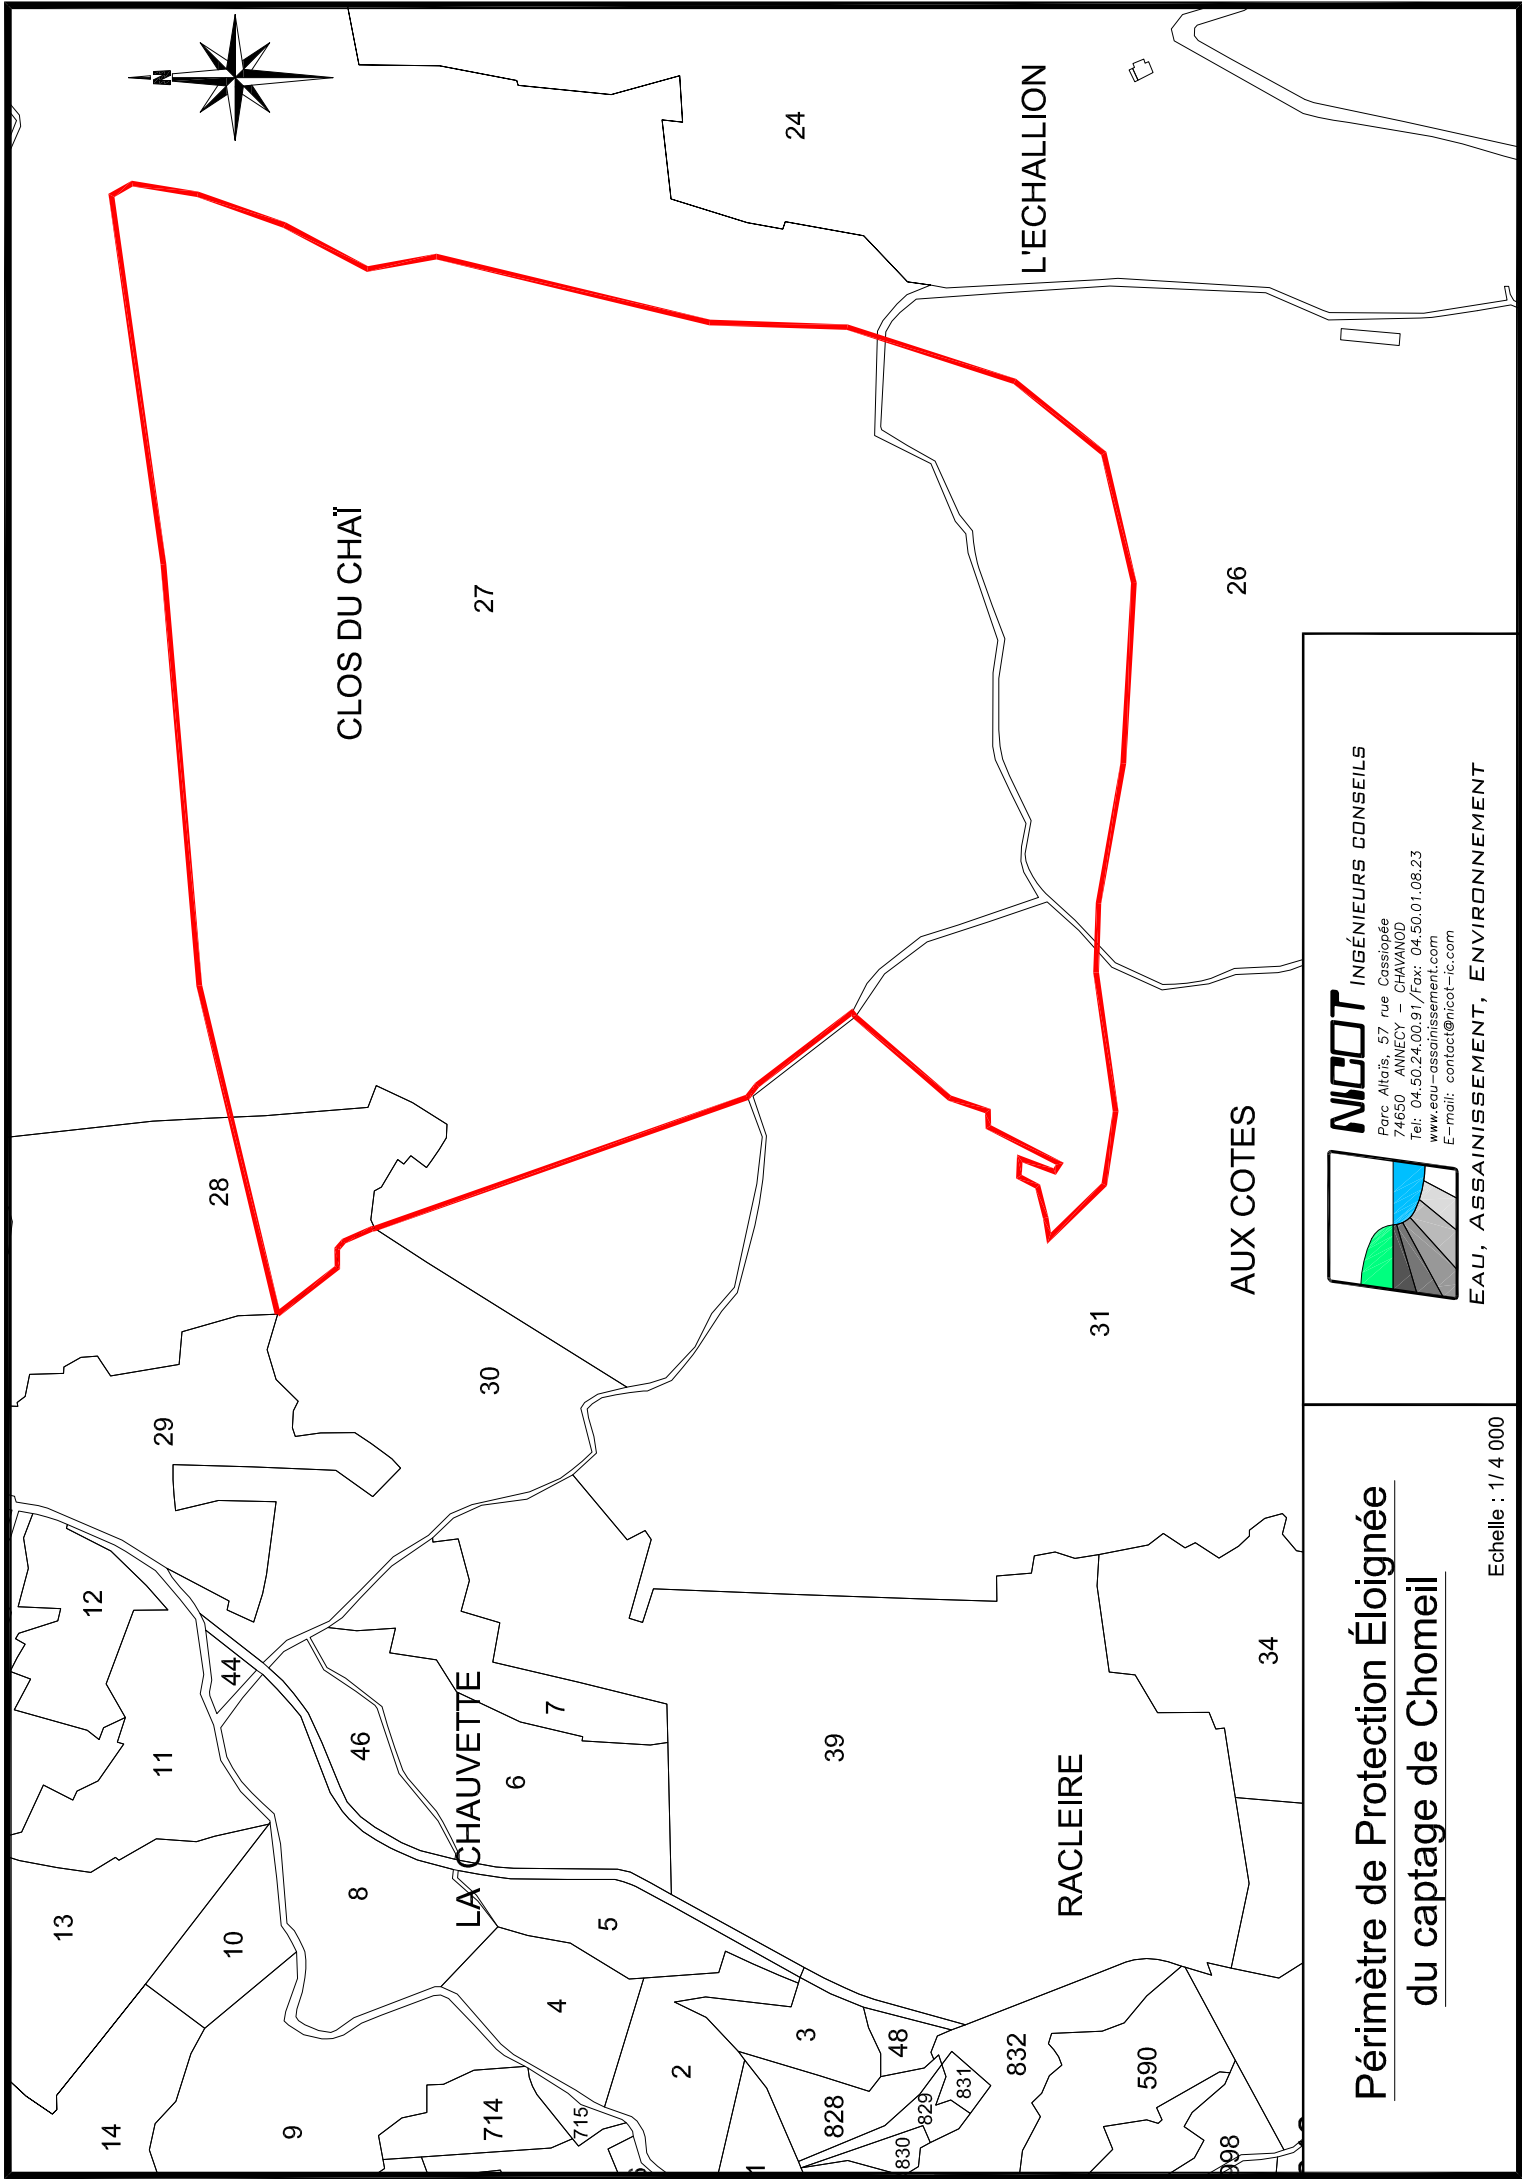 N
24
L'ECHALLION
CLOS DU CHAÏ
27
26
28
29
30
31
AUX COTES
12
44
11
46
LA CHAUVETTE
7
6
39
34
RACLEIRE
13
10
8
5
4
3
48
2
14
9
714
715
828
829
830
831
832
590
998
1
NICOT INGÉNIEURS CONSEILS
Parc Altaïs, 57 rue Cassiopée
74650 ANNECY - CHAVANOD
Tel: 04.50.24.00.91/Fax: 04.50.01.08.23
www.eau-assainissement.com
E-mail: contact@nicot-ic.com
EAU, ASSAINISSEMENT, ENVIRONNEMENT
Périmètre de Protection Éloignée
du captage de Chomeil
Echelle : 1/ 4 000